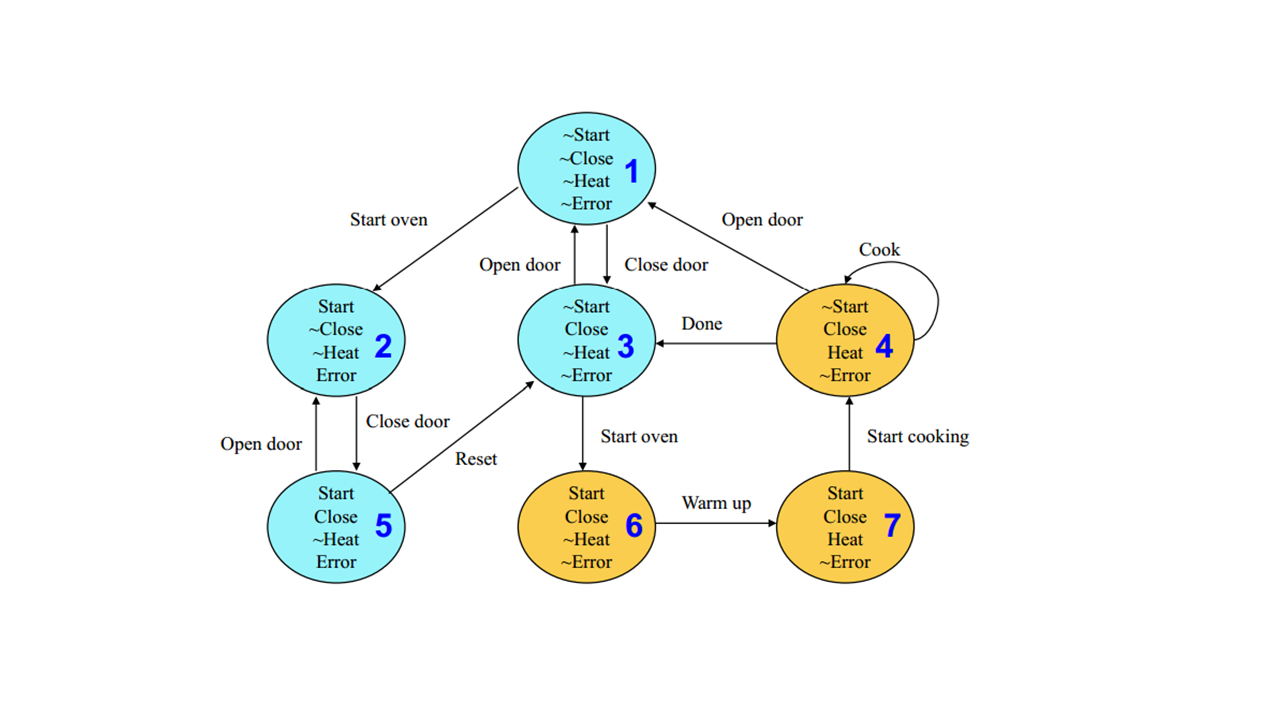 ~Start
~Close
~Heat
~Error
1
Start oven
Open door
Open door
Close door
Cook
Start
~Close
~Heat
Error
2
~Start
Close
~Heat
~Error
3
Done
~Start
Close
Heat
~Error
4
Open door
Close door
Reset
Start oven
Start cooking
Start
Close
~Heat
Error
5
Start
Close
~Heat
~Error
6
Warm up
Start
Close
Heat
~Error
7